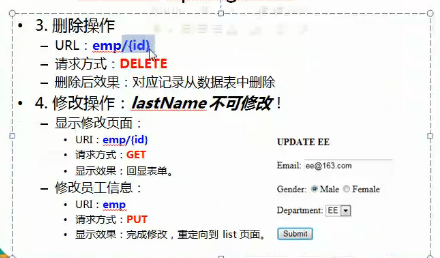 • 3. 删除操作
– URL：emp/{id}
– 请求方式：DELETE
– 删除后效果：对应记录从数据表中删除
• 4. 修改操作：lastName 不可修改！
– 显示修改页面：
• URI：emp/{id}
• 请求方式：GET
• 显示效果：回显表单。
– 修改员工信息：
• URI：emp
• 请求方式：PUT
• 显示效果：完成修改，重定向到 list 页面。
UPDATE EE
Email: ee@163.com
Gender: Male Female
Department: EE
Submit